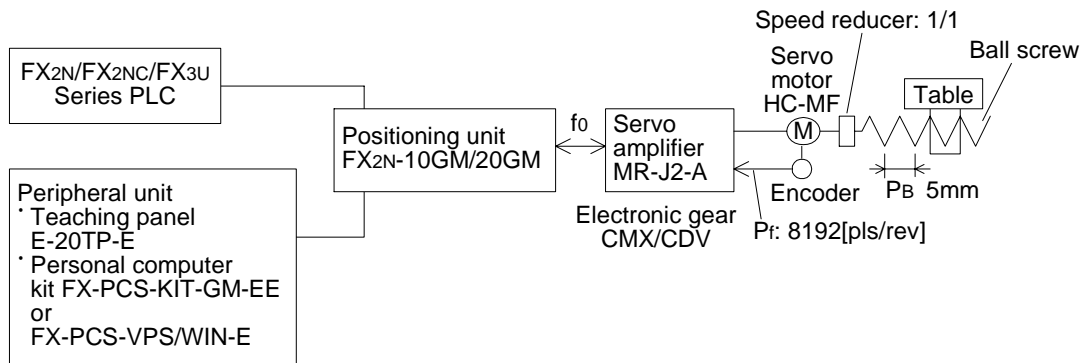 Speed reducer: 1/1
Ball screw
Servo
motor
HC-MF
Table
M
FX2N/FX2NC/FX3U
Series PLC
Positioning unit
FX2N-10GM/20GM
f0
Servo
amplifier
MR-J2-A
Encoder
PB 5mm
Electronic gear
CMX/CDV
Pf: 8192[pls/rev]
Peripheral unit
· Teaching panel
E-20TP-E
· Personal computer
kit FX-PCS-KIT-GM-EE
or
FX-PCS-VPS/WIN-E